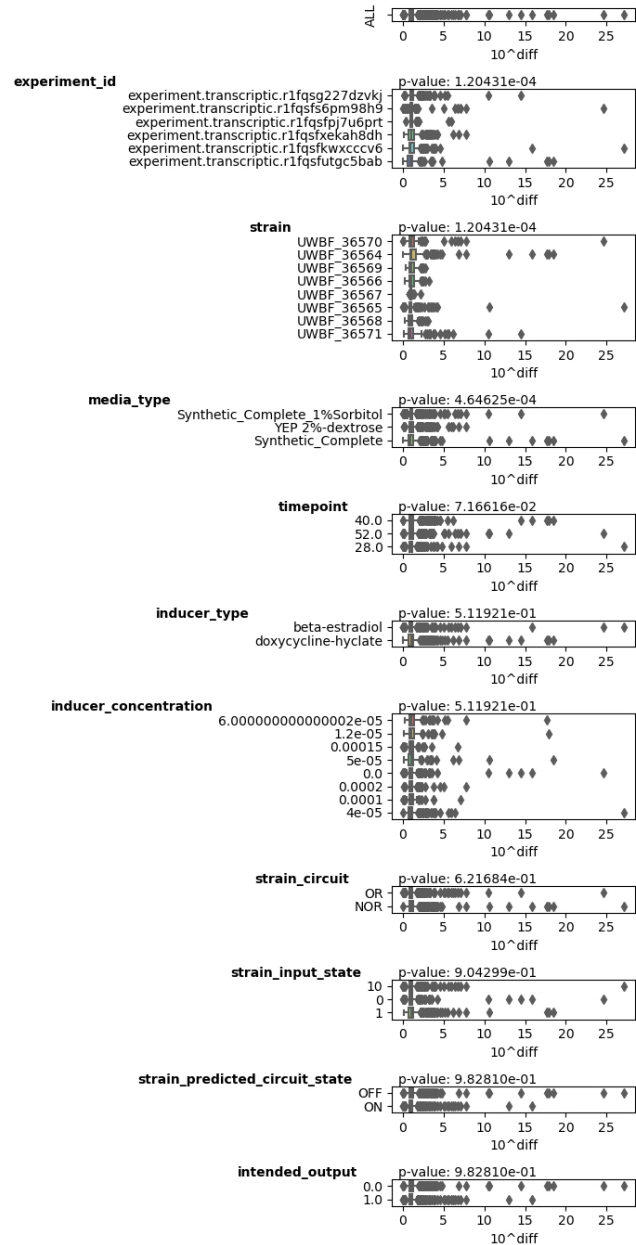 ALL
0 5 10 15 20 25
10^diff
experiment_id
p-value: 1.20431e-04
experiment.transcriptic.r1fqsg227dzvkj
experiment.transcriptic.r1fqsfs6pm98h9
experiment.transcriptic.r1fqsfpj7u6prt
experiment.transcriptic.r1fqsfxekah8dh
experiment.transcriptic.r1fqsfkwxcccv6
experiment.transcriptic.r1fqsfutgc5bab
0 5 10 15 20 25
10^diff
strain
p-value: 1.20431e-04
UWBF_36570
UWBF_36564
UWBF_36569
UWBF_36566
UWBF_36567
UWBF_36565
UWBF_36568
UWBF_36571
0 5 10 15 20 25
10^diff
media_type
p-value: 4.64625e-04
Synthetic_Complete_1%Sorbitol
YEP 2%-dextrose
Synthetic_Complete
0 5 10 15 20 25
10^diff
timepoint
p-value: 7.16616e-02
40.0
52.0
28.0
0 5 10 15 20 25
10^diff
inducer_type
p-value: 5.11921e-01
beta-estradiol
doxycycline-hyclate
0 5 10 15 20 25
10^diff
inducer_concentration
p-value: 5.11921e-01
6.000000000000002e-05
1.2e-05
0.00015
5e-05
0.0
0.0002
0.0001
4e-05
0 5 10 15 20 25
10^diff
strain_circuit
p-value: 6.21684e-01
OR
NOR
0 5 10 15 20 25
10^diff
strain_input_state
p-value: 9.04299e-01
10
0
1
0 5 10 15 20 25
10^diff
strain_predicted_circuit_state
p-value: 9.82810e-01
OFF
ON
0 5 10 15 20 25
10^diff
intended_output
p-value: 9.82810e-01
0.0
1.0
0 5 10 15 20 25
10^diff